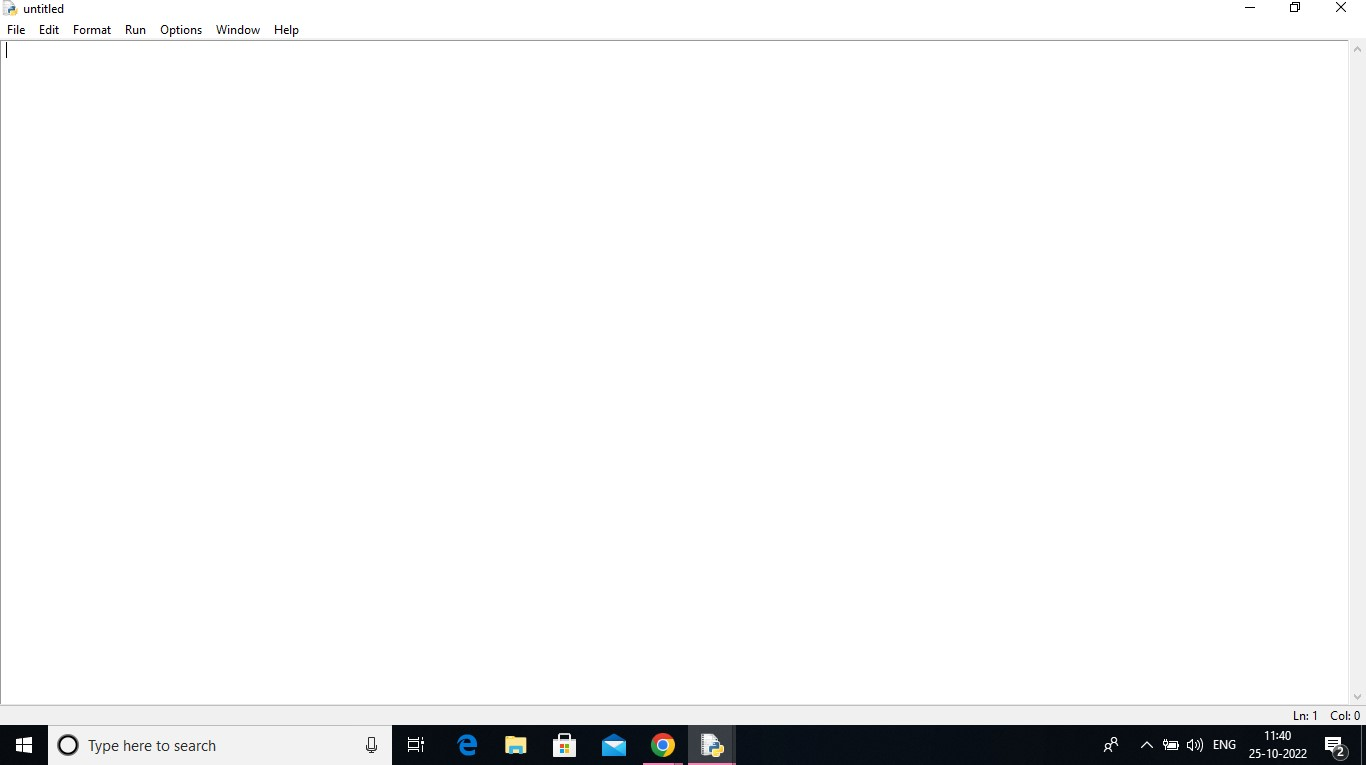 untitled
File Edit Format Run Options Window Help
Ln: 1 Col: 0
Type here to search
ENG
11:40
25-10-2022
2